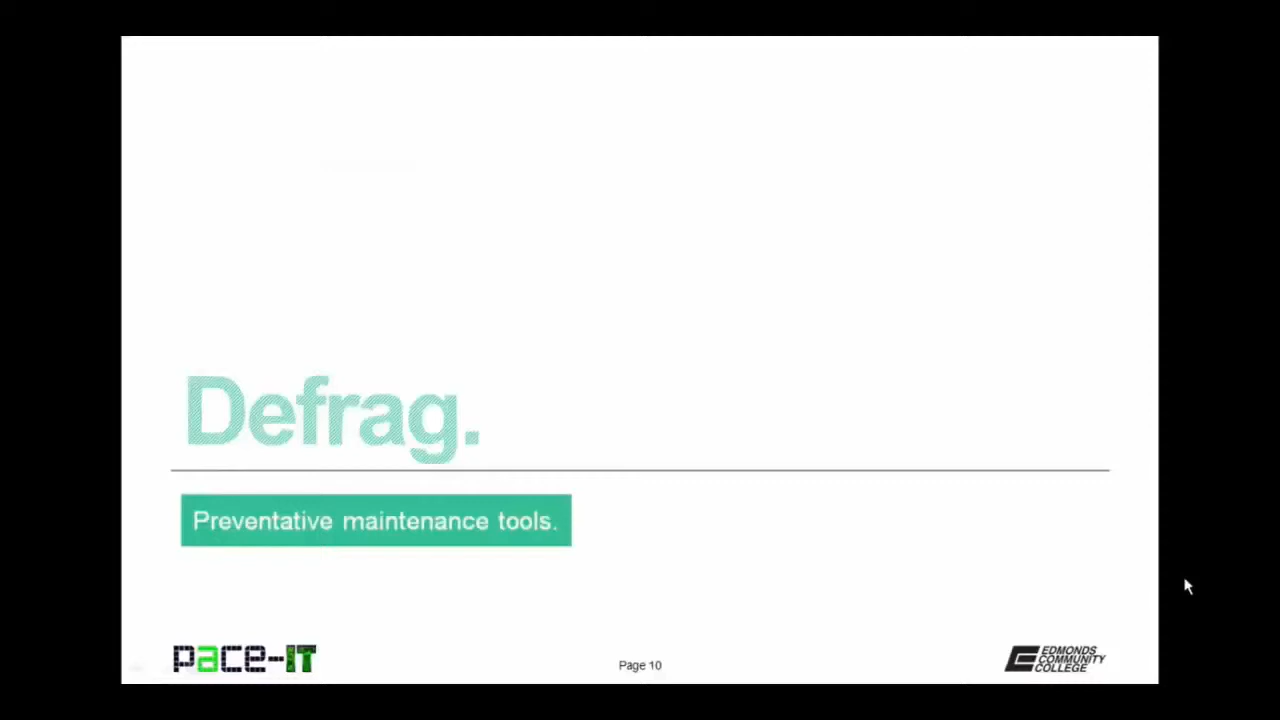 Defrag.
Preventative maintenance tools.
pace-IT
Page 10
EDMONDS
COMMUNITY
COLLEGE